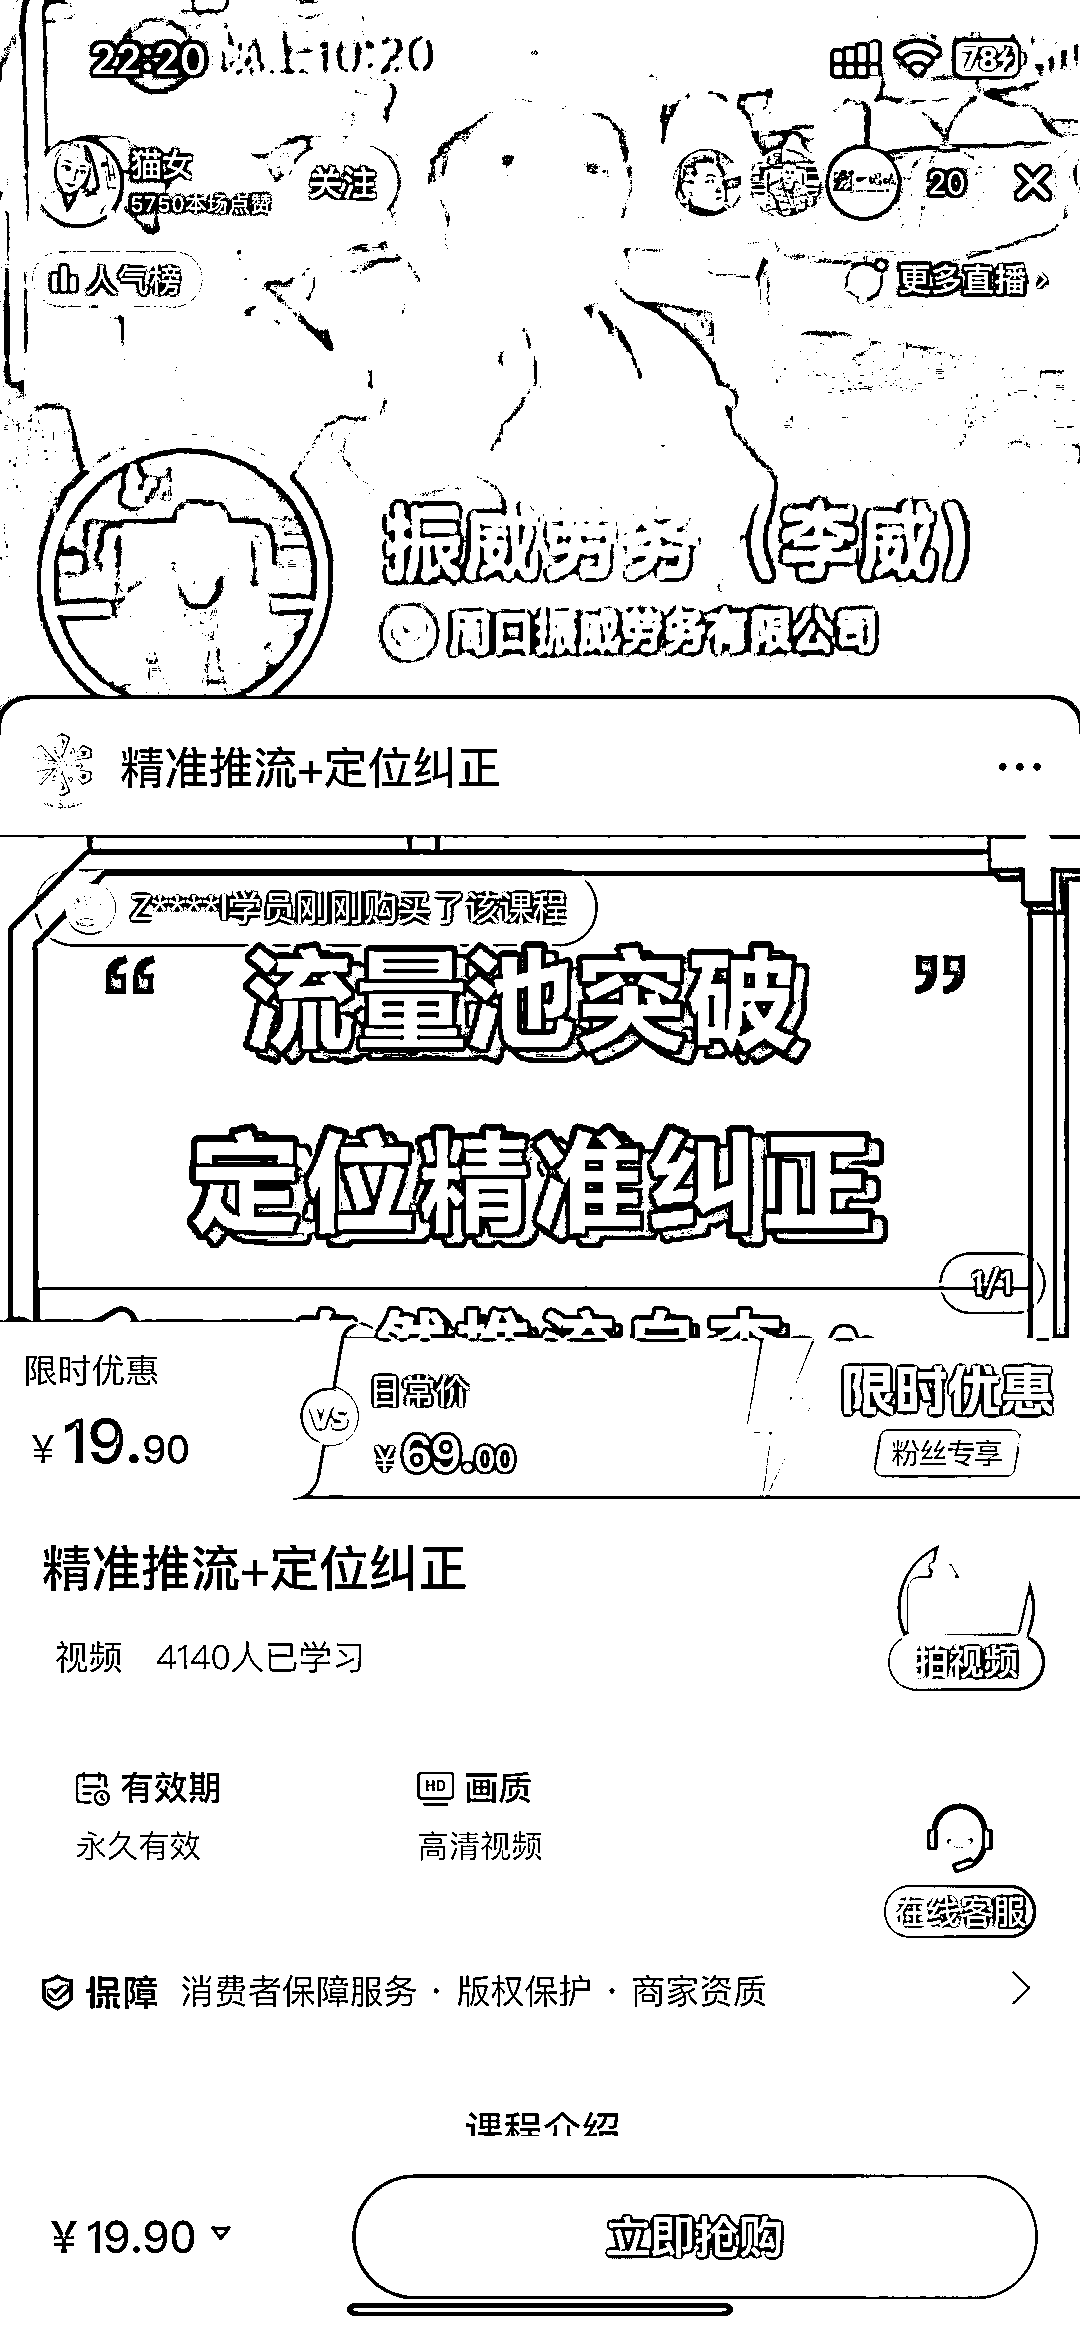 22:20
晚上10:20
78
猫女
5750本场点赞
关注
20
人气榜
更多直播
振威劳务（李威）
周口振威劳务有限公司
精准推流+定位纠正
Z****l学员刚刚购买了该课程
“流量池突破”
定位精准纠正
1/1
限时优惠
¥19.90
VS
日常价
¥69.00
限时优惠
粉丝专享
精准推流+定位纠正
视频 4140人已学习
拍视频
有效期
永久有效
HD 画质
高清视频
在线客服
保障 消费者保障服务 · 版权保护 · 商家资质
课程介绍
¥19.90
立即抢购